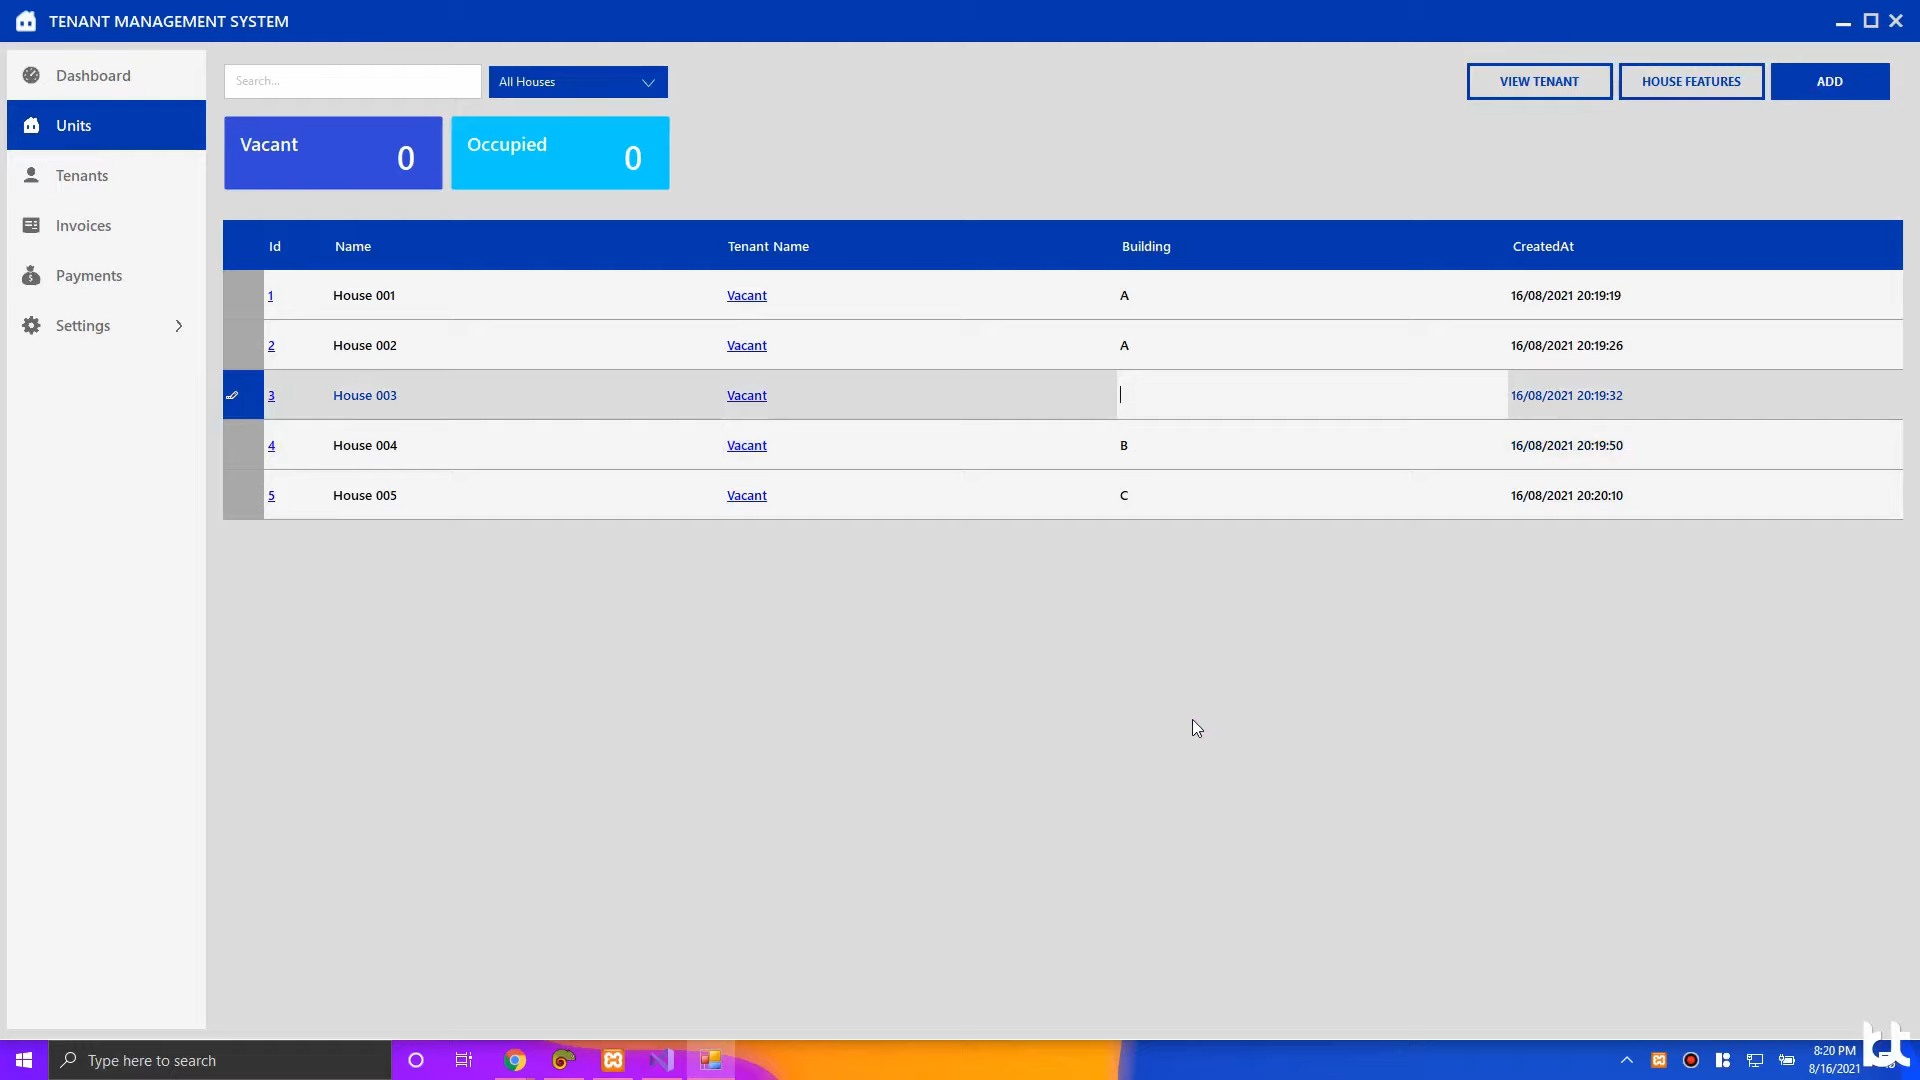 TENANT MANAGEMENT SYSTEM
Dashboard
Units
Tenants
Invoices
Payments
Settings
Search...
All Houses
VIEW TENANT
HOUSE FEATURES
ADD
Vacant 0
Occupied 0
Id Name Tenant Name Building CreatedAt
1 House 001 Vacant A 16/08/2021 20:19:19
2 House 002 Vacant A 16/08/2021 20:19:26
3 House 003 Vacant 16/08/2021 20:19:32
4 House 004 Vacant B 16/08/2021 20:19:50
5 House 005 Vacant C 16/08/2021 20:20:10
Type here to search
8:20 PM
8/16/2021